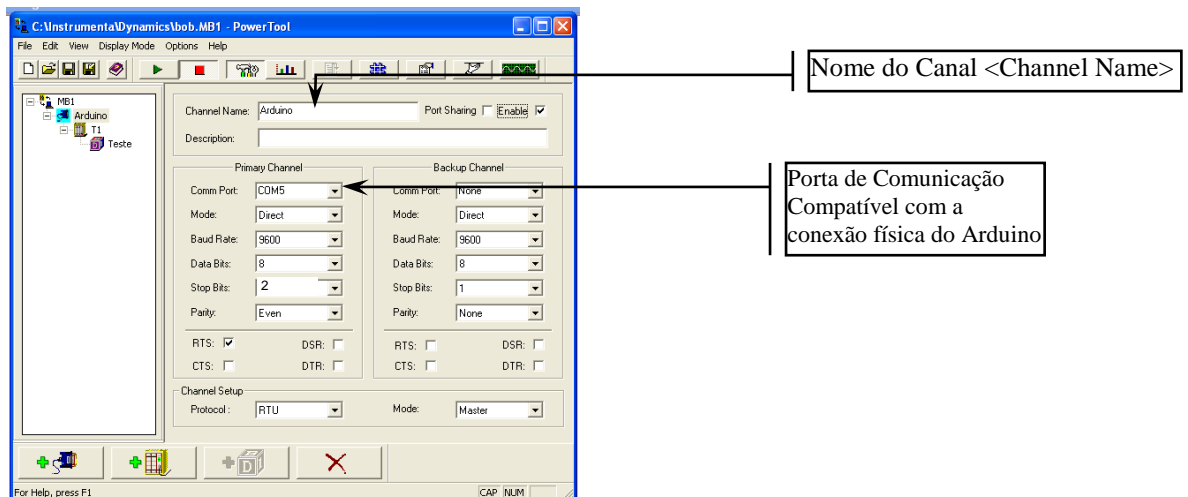 C:\Instrumenta\Dynamics\bob.MB1 - PowerTool
File Edit View Display Mode Options Help
MB1
Arduino
T1
Teste
Channel Name: Arduino Port Sharing Enable
Description:
Primary Channel
Comm Port: COM5
Mode: Direct
Baud Rate: 9600
Data Bits: 8
Stop Bits: 2
Parity: Even
RTS: DSR:
CTS: DTR:
Backup Channel
Comm Port: None
Mode: Direct
Baud Rate: 9600
Data Bits: 8
Stop Bits: 1
Parity: None
RTS: DSR:
CTS: DTR:
Channel Setup
Protocol : RTU Mode: Master
D
For Help, press F1 CAP NUM
Nome do Canal <Channel Name>
Porta de Comunicação
Compatível com a
conexão física do Arduino